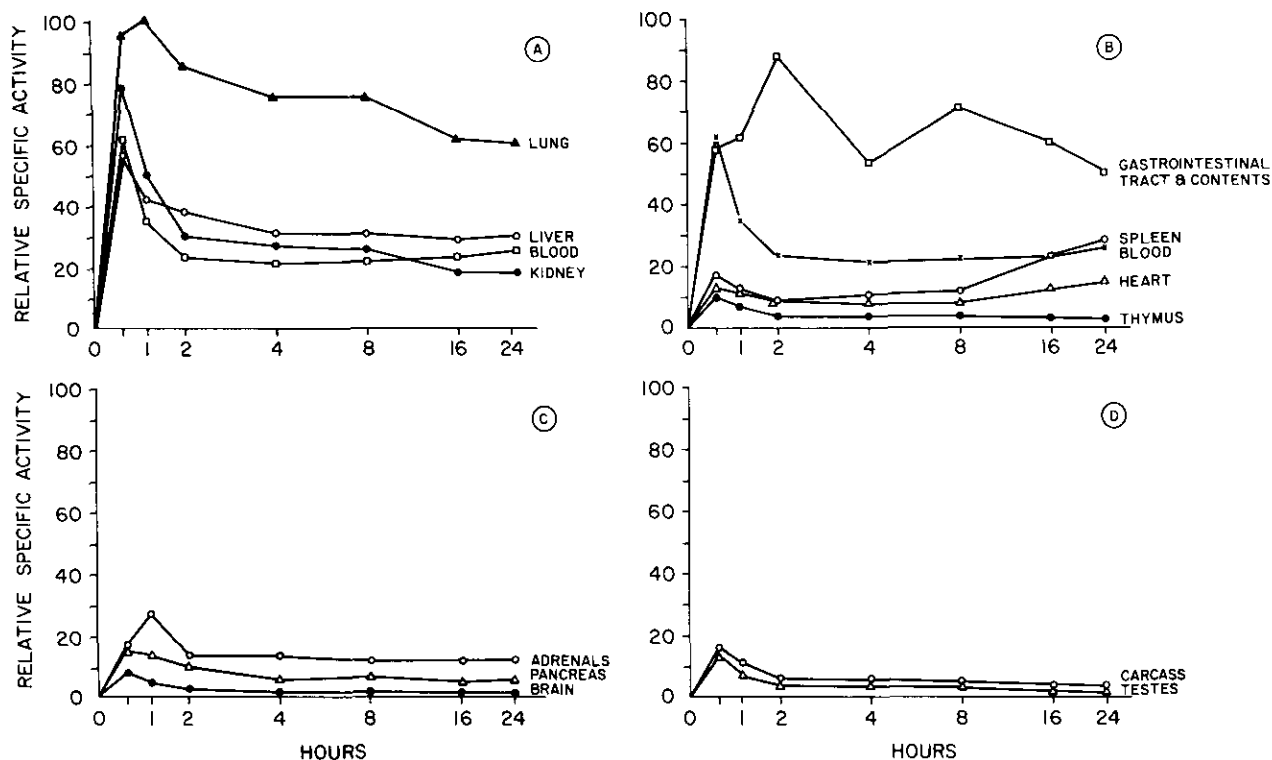 A
RELATIVE SPECIFIC ACTIVITY
100
80
60
40
20
0
LUNG
LIVER
BLOOD
KIDNEY
0 1 2 4 8 16 24
B
100
80
60
40
20
0
GASTROINTESTINAL
TRACT & CONTENTS
SPLEEN
BLOOD
HEART
THYMUS
0 1 2 4 8 16 24
C
RELATIVE SPECIFIC ACTIVITY
100
80
60
40
20
0
ADRENALS
PANCREAS
BRAIN
0 1 2 4 8 16 24
HOURS
D
100
80
60
40
20
0
CARCASS
TESTES
0 1 2 4 8 16 24
HOURS